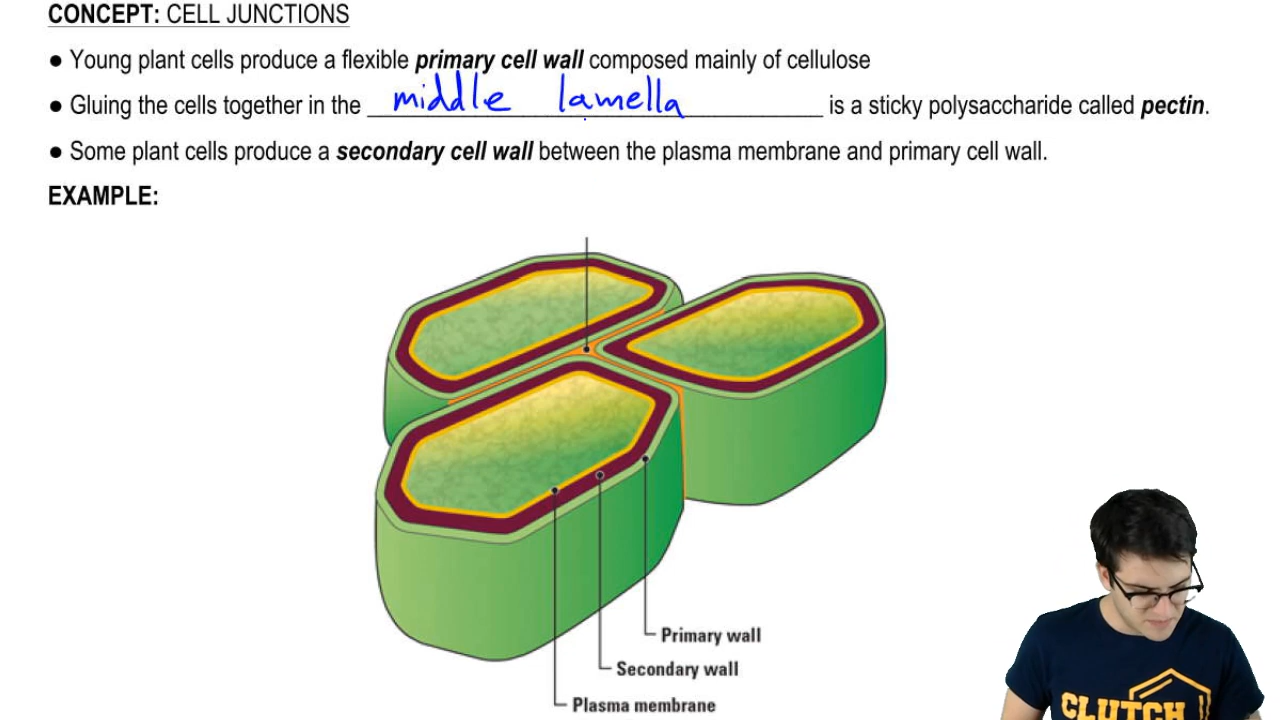 CONCEPT: CELL JUNCTIONS
● Young plant cells produce a flexible primary cell wall composed mainly of cellulose
● Gluing the cells together in the middle lamella is a sticky polysaccharide called pectin.
● Some plant cells produce a secondary cell wall between the plasma membrane and primary cell wall.
EXAMPLE:
Primary wall
Secondary wall
Plasma membrane
CLUTCH